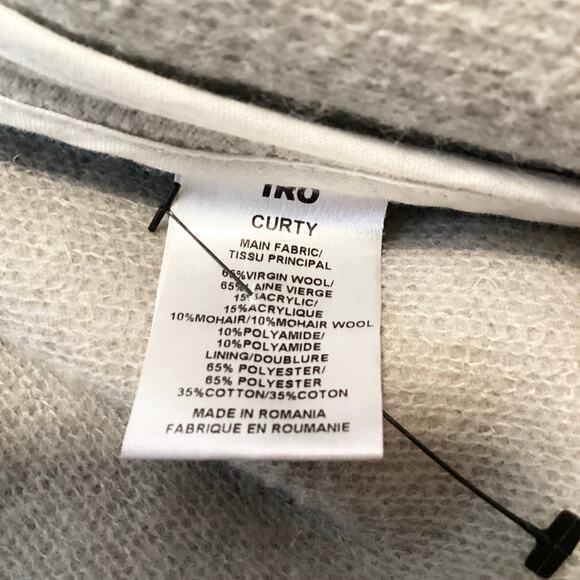 IRO
CURTY
MAIN FABRIC/
TISSU PRINCIPAL
65%VIRGIN WOOL/
65%LAINE VIERGE
15%ACRYLIC/
15%ACRYLIQUE
10%MOHAIR/10%MOHAIR WOOL
10%POLYAMIDE/
10%POLYAMIDE
LINING/DOUBLURE
65% POLYESTER/
65% POLYESTER
35%COTTON/35%COTON
MADE IN ROMANIA
FABRIQUE EN ROUMANIE